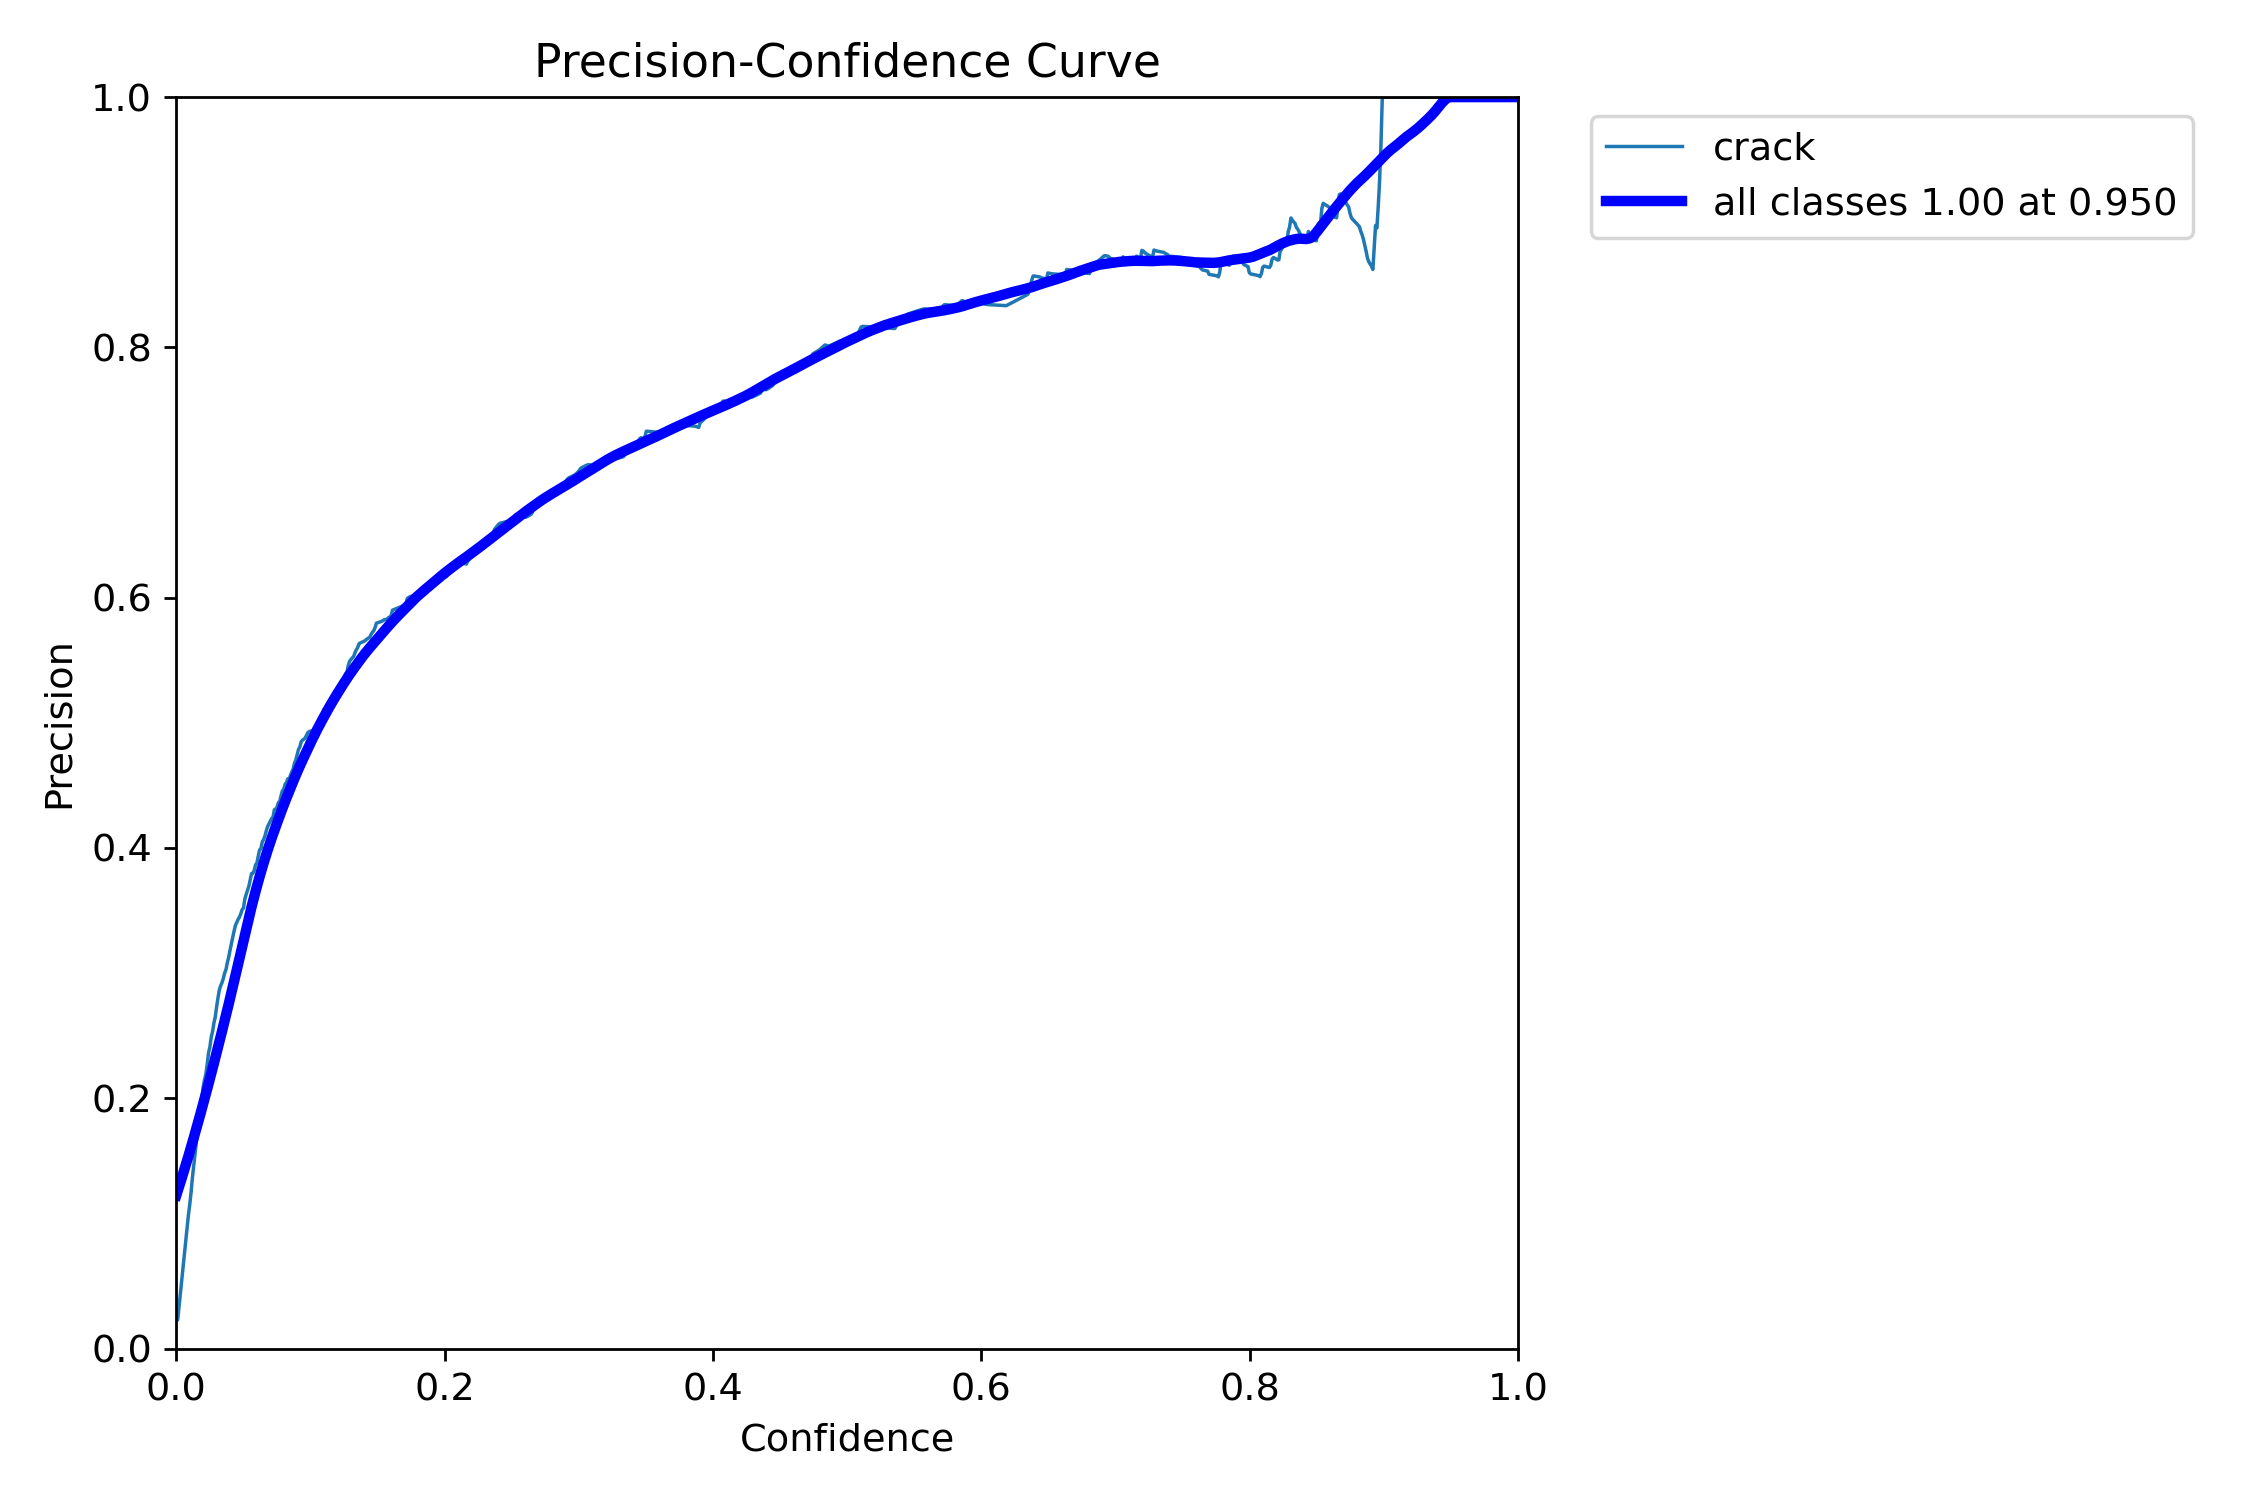 Precision-Confidence Curve
1.0
0.8
0.6
0.4
0.2
0.0
Precision
0.0 0.2 0.4 0.6 0.8 1.0
Confidence
crack
all classes 1.00 at 0.950